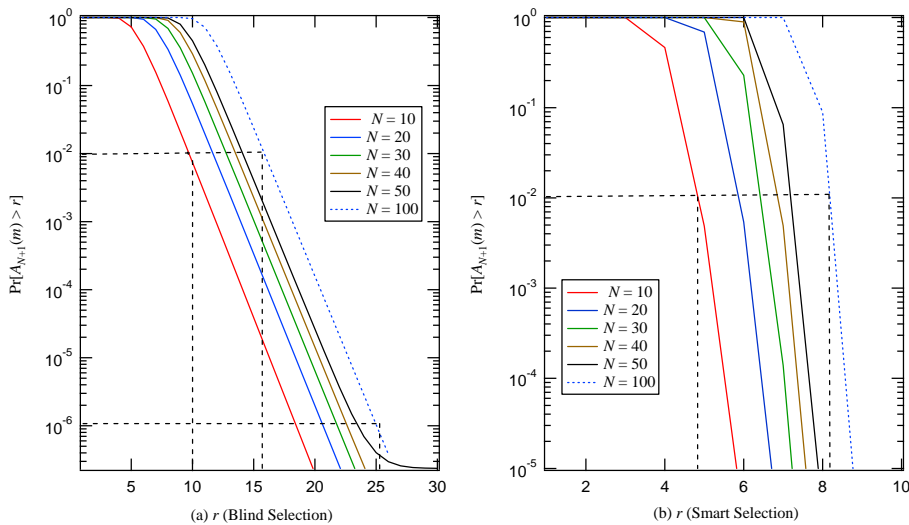 Pr[A_{N+1}(m) > r]
10^0
10^-1
10^-2
10^-3
10^-4
10^-5
10^-6
N = 10
N = 20
N = 30
N = 40
N = 50
N = 100
5 10 15 20 25 30
(a) r (Blind Selection)
Pr[A_{N+1}(m) > r]
10^0
10^-1
10^-2
10^-3
10^-4
10^-5
N = 10
N = 20
N = 30
N = 40
N = 50
N = 100
2 4 6 8 10
(b) r (Smart Selection)